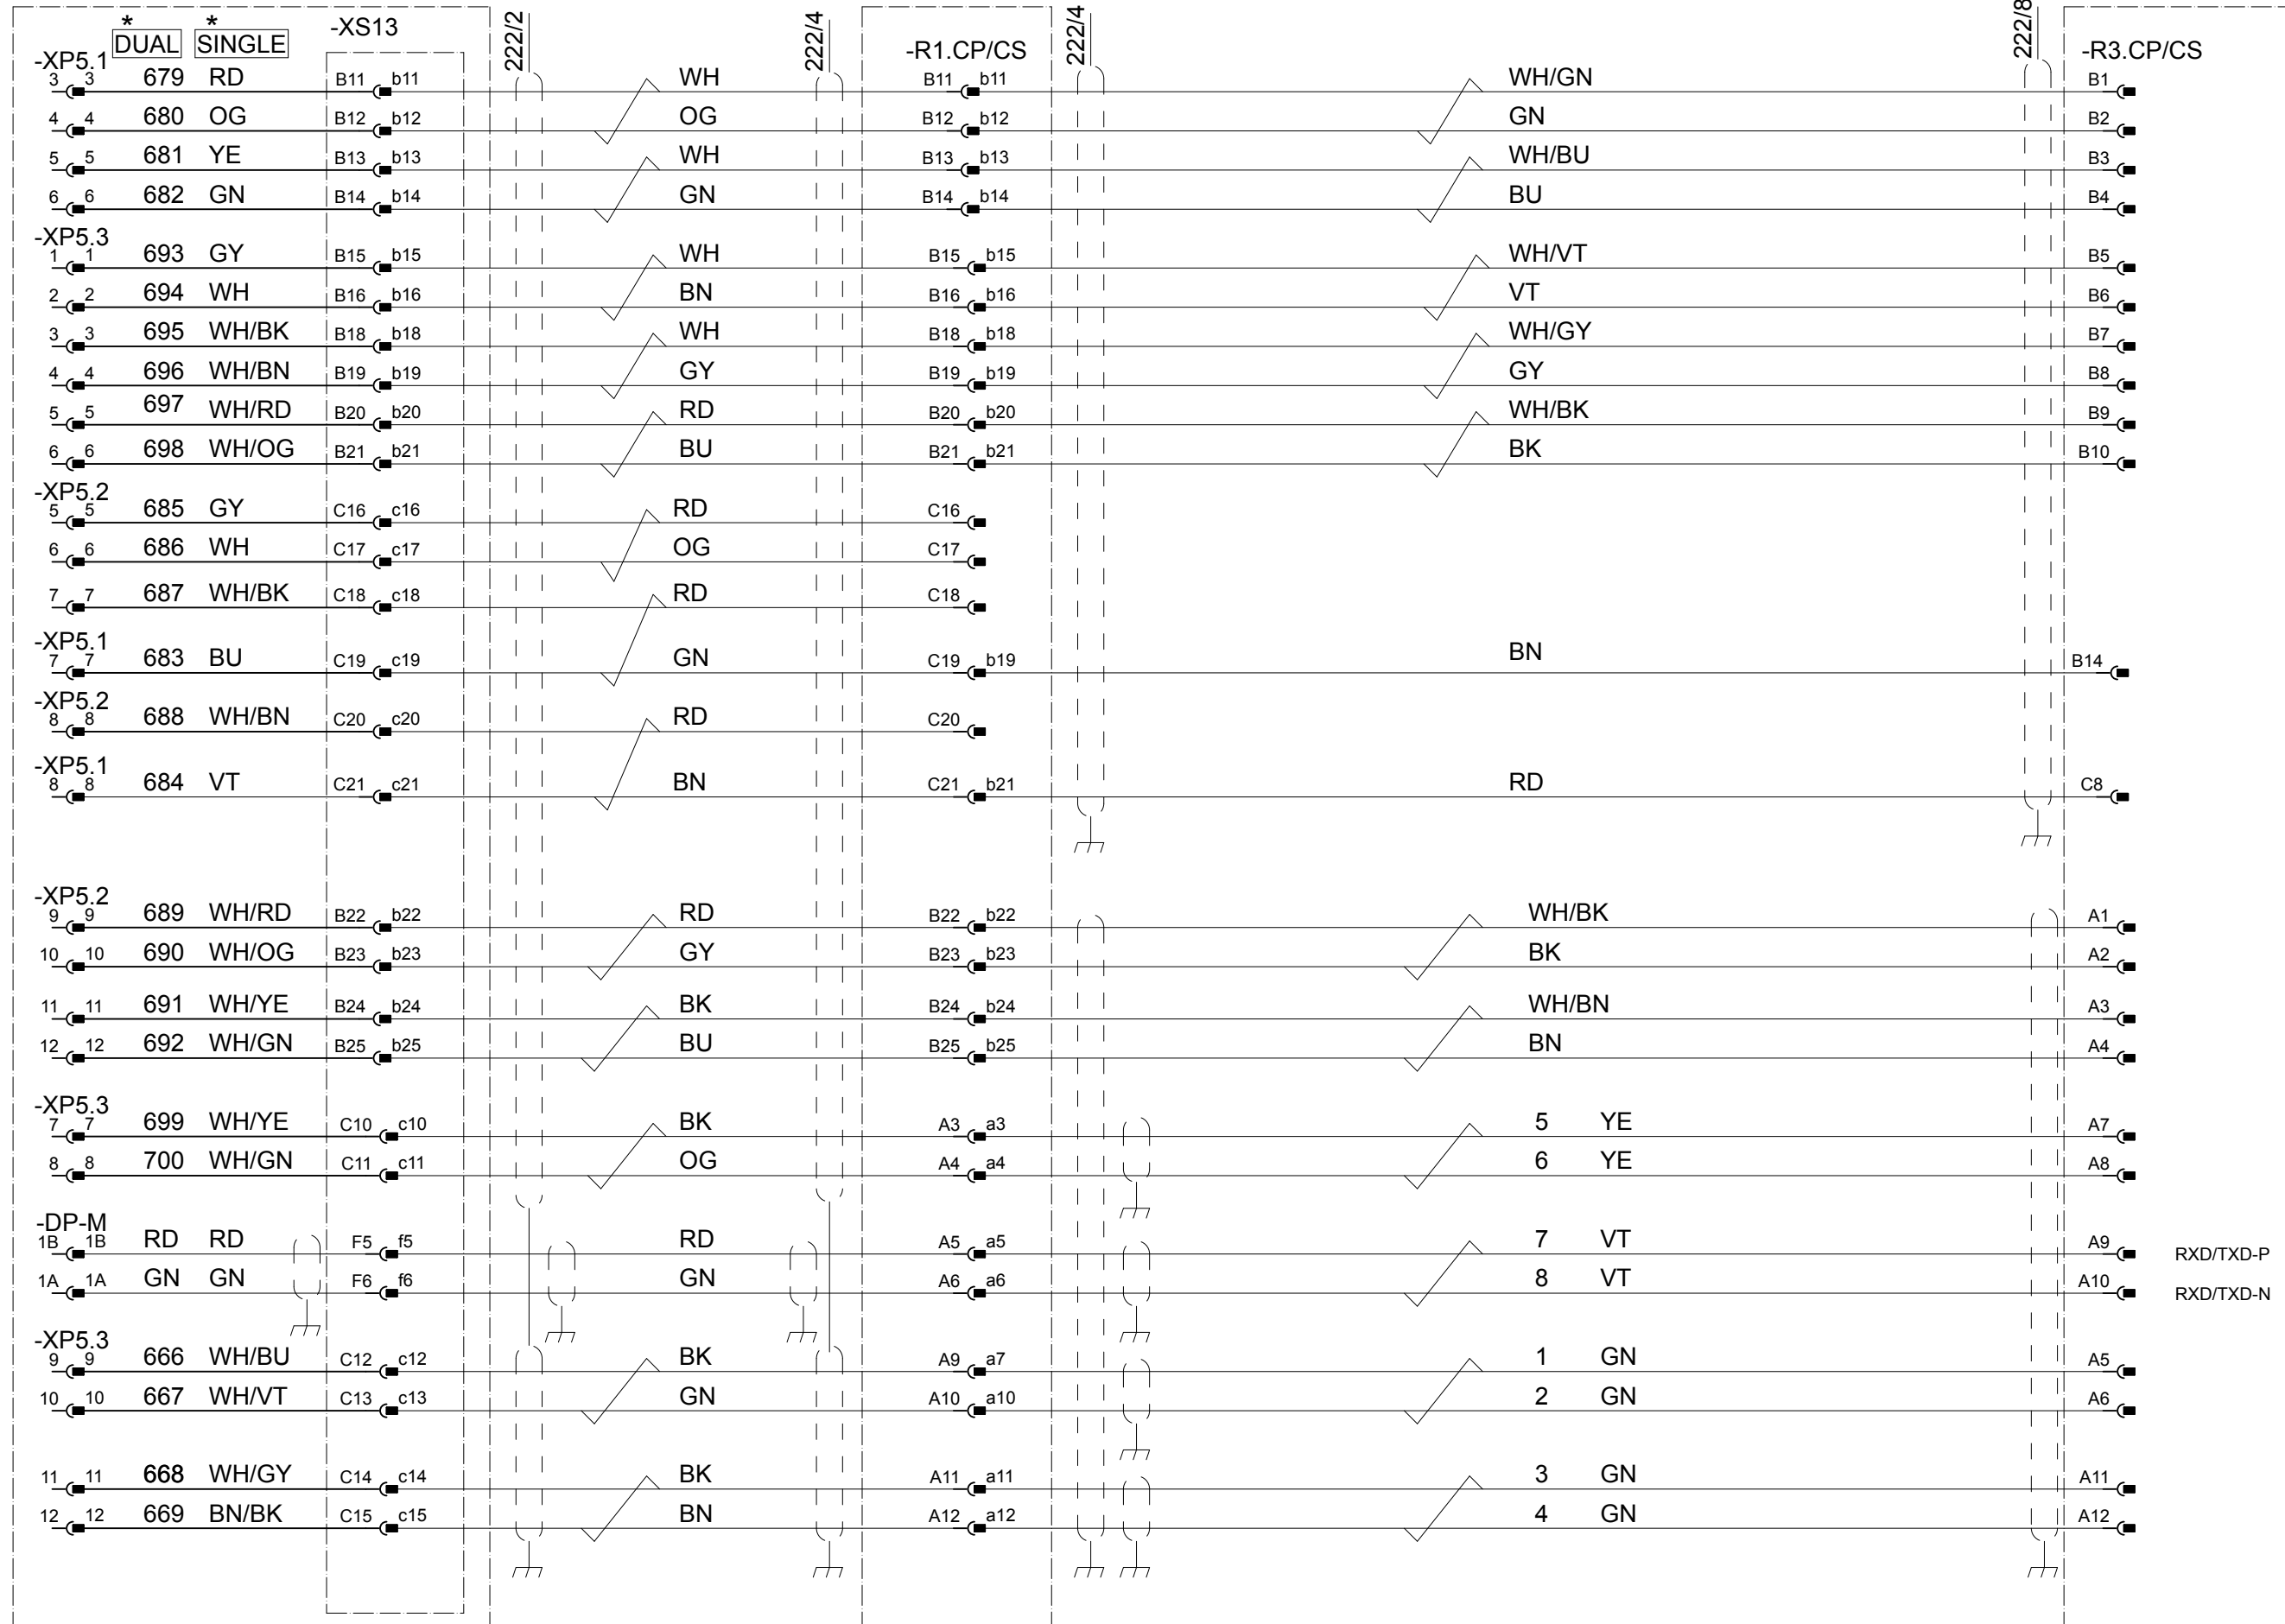 * * -XS13 222/2 222/4 222/4 222/8
DUAL SINGLE -R1.CP/CS -R3.CP/CS
-XP5.1
3 3 679 RD B11 b11 WH B11 b11 WH/GN B1
4 4 680 OG B12 b12 OG B12 b12 GN B2
5 5 681 YE B13 b13 WH B13 b13 WH/BU B3
6 6 682 GN B14 b14 GN B14 b14 BU B4
-XP5.3
1 1 693 GY B15 b15 WH B15 b15 WH/VT B5
2 2 694 WH B16 b16 BN B16 b16 VT B6
3 3 695 WH/BK B18 b18 WH B18 b18 WH/GY B7
4 4 696 WH/BN B19 b19 GY B19 b19 GY B8
5 5 697 WH/RD B20 b20 RD B20 b20 WH/BK B9
6 6 698 WH/OG B21 b21 BU B21 b21 BK B10
-XP5.2
5 5 685 GY C16 c16 RD C16
6 6 686 WH C17 c17 OG C17
7 7 687 WH/BK C18 c18 RD C18
-XP5.1
7 7 683 BU C19 c19 GN C19 b19 BN B14
-XP5.2
8 8 688 WH/BN C20 c20 RD C20
-XP5.1
8 8 684 VT C21 c21 BN C21 b21 RD C8
-XP5.2
9 9 689 WH/RD B22 b22 RD B22 b22 WH/BK A1
10 10 690 WH/OG B23 b23 GY B23 b23 BK A2
11 11 691 WH/YE B24 b24 BK B24 b24 WH/BN A3
12 12 692 WH/GN B25 b25 BU B25 b25 BN A4
-XP5.3
7 7 699 WH/YE C10 c10 BK A3 a3 5 YE A7
8 8 700 WH/GN C11 c11 OG A4 a4 6 YE A8
-DP-M
1B 1B RD RD F5 f5 RD A5 a5 7 VT A9 RXD/TXD-P
1A 1A GN GN F6 f6 GN A6 a6 8 VT A10 RXD/TXD-N
-XP5.3
9 9 666 WH/BU C12 c12 BK A9 a7 1 GN A5
10 10 667 WH/VT C13 c13 GN A10 a10 2 GN A6
11 11 668 WH/GY C14 c14 BK A11 a11 3 GN A11
12 12 669 BN/BK C15 c15 BN A12 a12 4 GN A12